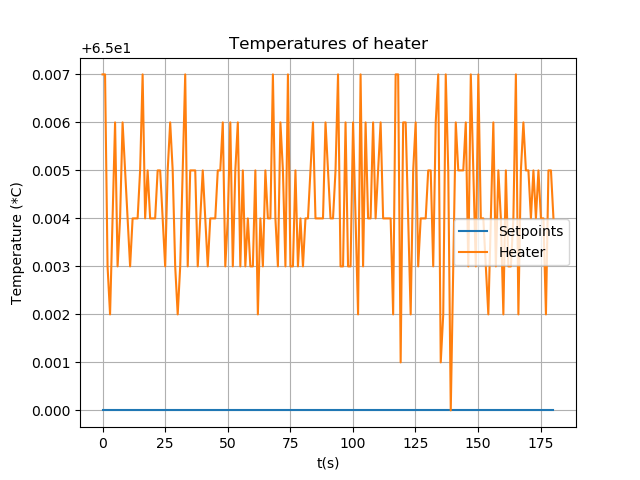 Temperatures of heater
+6.5e1
0.007
0.006
0.005
0.004
0.003
0.002
0.001
0.000
Temperature (*C)
Setpoints
Heater
0 25 50 75 100 125 150 175
t(s)